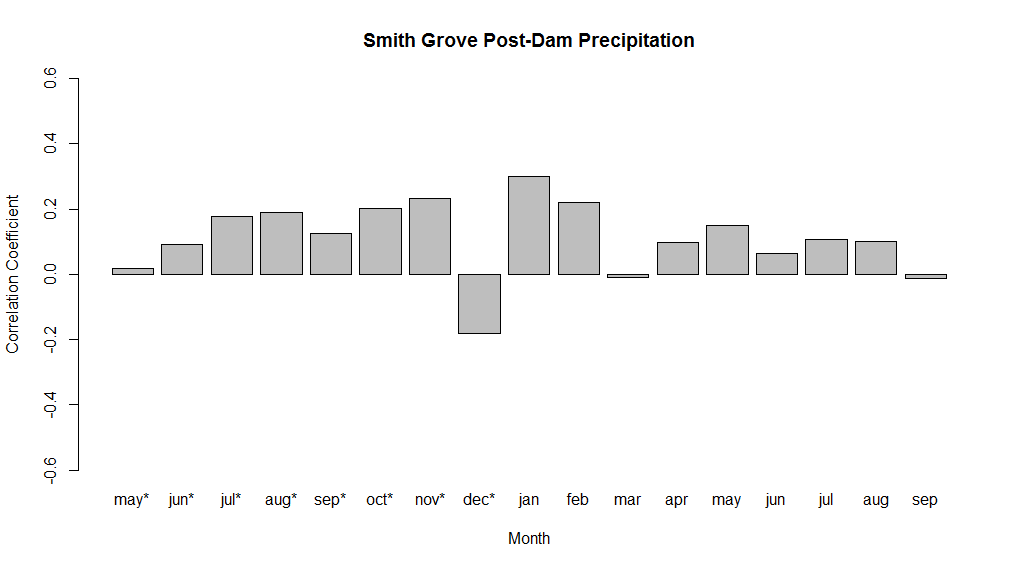 Smith Grove Post-Dam Precipitation
Correlation Coefficient
0.6
0.4
0.2
0.0
-0.2
-0.4
-0.6
may* jun* jul* aug* sep* oct* nov* dec* jan feb mar apr may jun jul aug sep
Month